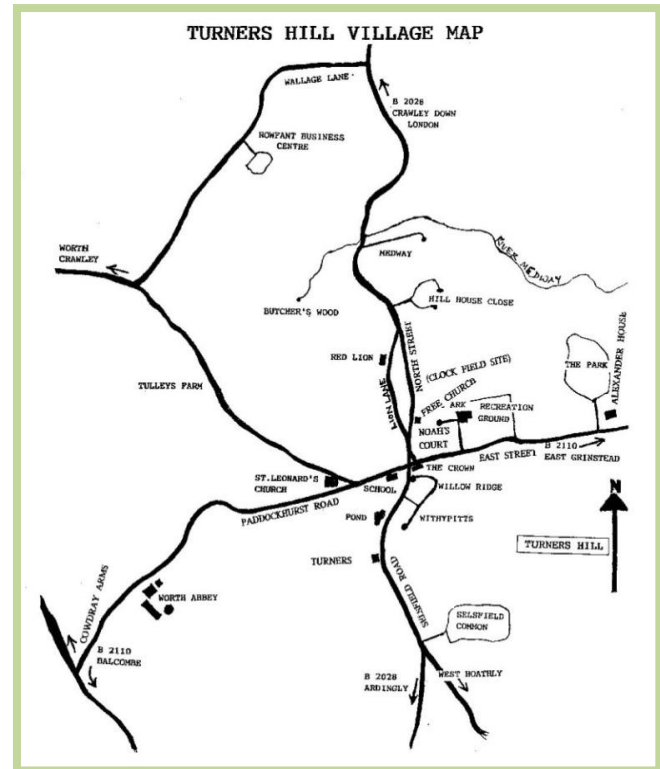 TURNERS HILL VILLAGE MAP
WALLAGE LANE
B 2028
CRAWLEY DOWN
LONDON
ROWFANT BUSINESS
CENTRE
WORTH
CRAWLEY
MEDWAY
RIVER MEDWAY
BUTCHER'S WOOD
HILL HOUSE CLOSE
RED LION
LION LANE
NORTH STREET
(CLOCK FIELD SITE)
FREE CHURCH
THE PARK
ALEXANDER HOUSE
TULLEYS FARM
ARK
RECREATION
GROUND
NOAH'S
COURT
EAST STREET
B 2110
EAST GRINSTEAD
ST.LEONARD'S
CHURCH
SCHOOL
THE CROWN
WILLOW RIDGE
PADDOCKHURST ROAD
POND
WITHYPITTS
N
TURNERS HILL
TURNERS
SELSFIELD ROAD
COWDRAY ARMS
WORTH ABBEY
SELSFIELD
COMMON
B 2110
BALCOMBE
B 2028
ARDINGLY
WEST HOATHLY